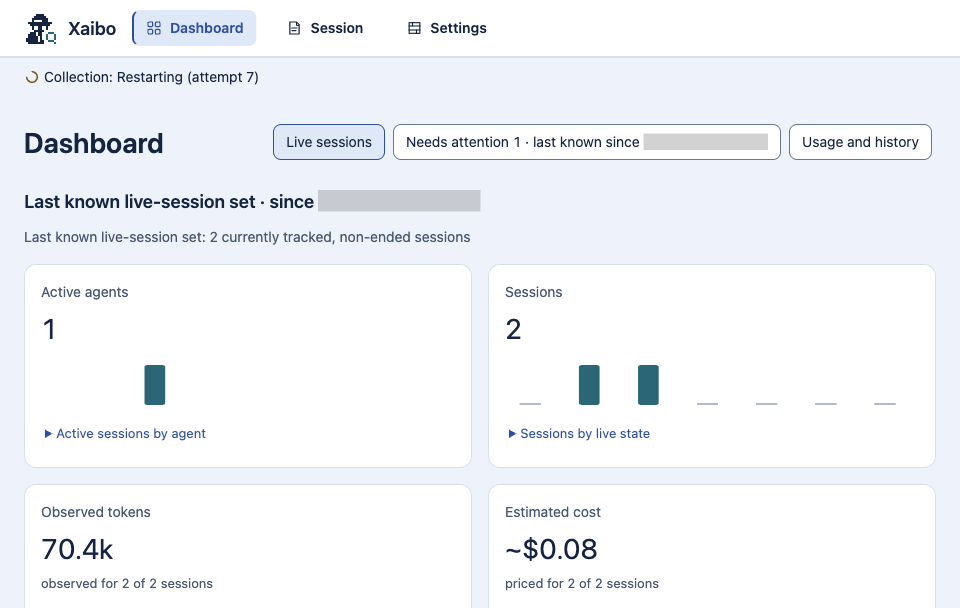 Xaibo
Dashboard
Session
Settings
Collection: Restarting (attempt 7)
Dashboard
Live sessions
Needs attention 1 · last known since
Usage and history
Last known live-session set · since
Last known live-session set: 2 currently tracked, non-ended sessions
Active agents
1
Active sessions by agent
Sessions
2
Sessions by live state
Observed tokens
70.4k
observed for 2 of 2 sessions
Estimated cost
~$0.08
priced for 2 of 2 sessions